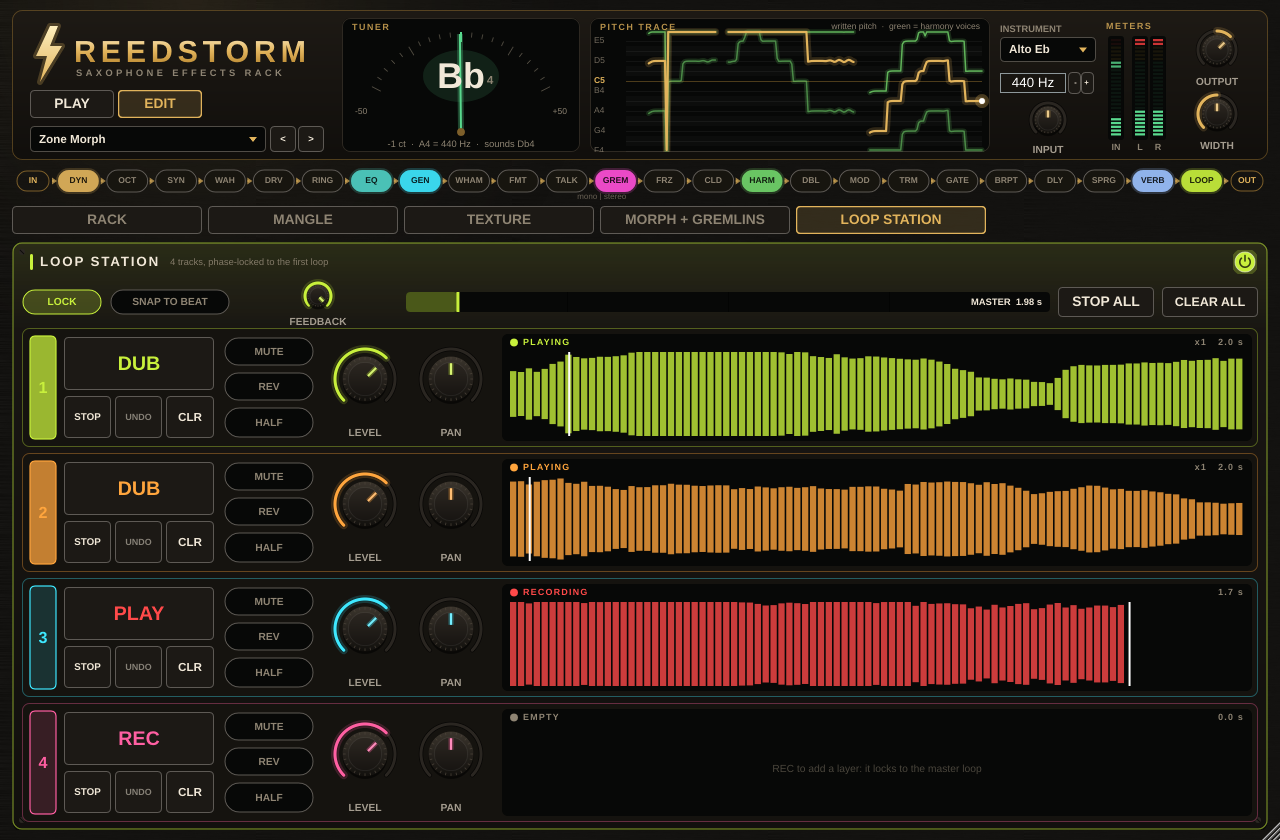 REEDSTORM
SAXOPHONE EFFECTS RACK
PLAY
EDIT
Zone Morph
<
>
TUNER
Bb 4
-50
+50
-1 ct · A4 = 440 Hz · sounds Db4
PITCH TRACE
written pitch · green = harmony voices
E5
D5
C5
B4
A4
G4
F4
INSTRUMENT
Alto Eb
440 Hz
-
+
INPUT
METERS
IN
L
R
OUTPUT
WIDTH
IN
DYN
OCT
SYN
WAH
DRV
RING
EQ
GEN
WHAM
FMT
TALK
GREM
FRZ
CLD
HARM
DBL
MOD
TRM
GATE
BRPT
DLY
SPRG
VERB
LOOP
OUT
mono | stereo
RACK
MANGLE
TEXTURE
MORPH + GREMLINS
LOOP STATION
LOOP STATION
4 tracks, phase-locked to the first loop
LOCK
SNAP TO BEAT
FEEDBACK
MASTER 1.98 s
STOP ALL
CLEAR ALL
1
DUB
STOP
UNDO
CLR
MUTE
REV
HALF
LEVEL
PAN
PLAYING
x1 2.0 s
2
DUB
STOP
UNDO
CLR
MUTE
REV
HALF
LEVEL
PAN
PLAYING
x1 2.0 s
3
PLAY
STOP
UNDO
CLR
MUTE
REV
HALF
LEVEL
PAN
RECORDING
1.7 s
4
REC
STOP
UNDO
CLR
MUTE
REV
HALF
LEVEL
PAN
EMPTY
0.0 s
REC to add a layer: it locks to the master loop